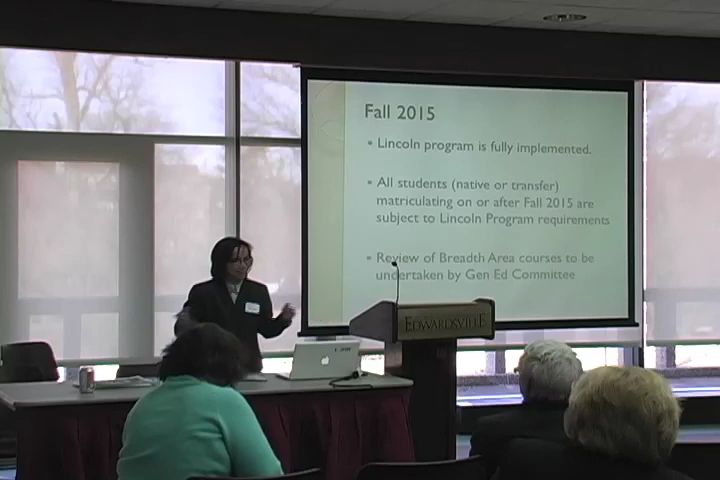 Fall 2015
• Lincoln program is fully implemented.
• All students (native or transfer)
matriculating on or after Fall 2015 are
subject to Lincoln Program requirements
• Review of Breadth Area courses to be
undertaken by Gen Ed Committee
EDWARDSVILLE